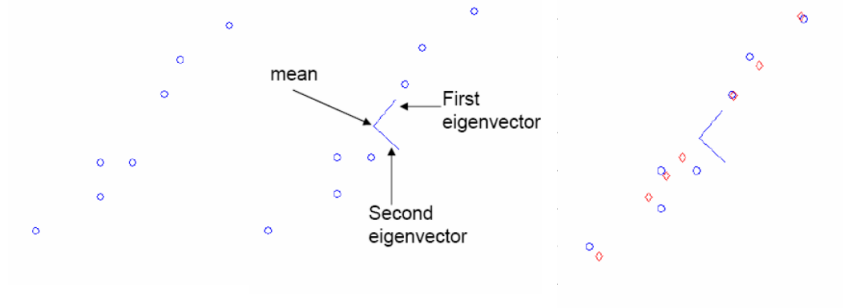 mean
First
eigenvector
Second
eigenvector